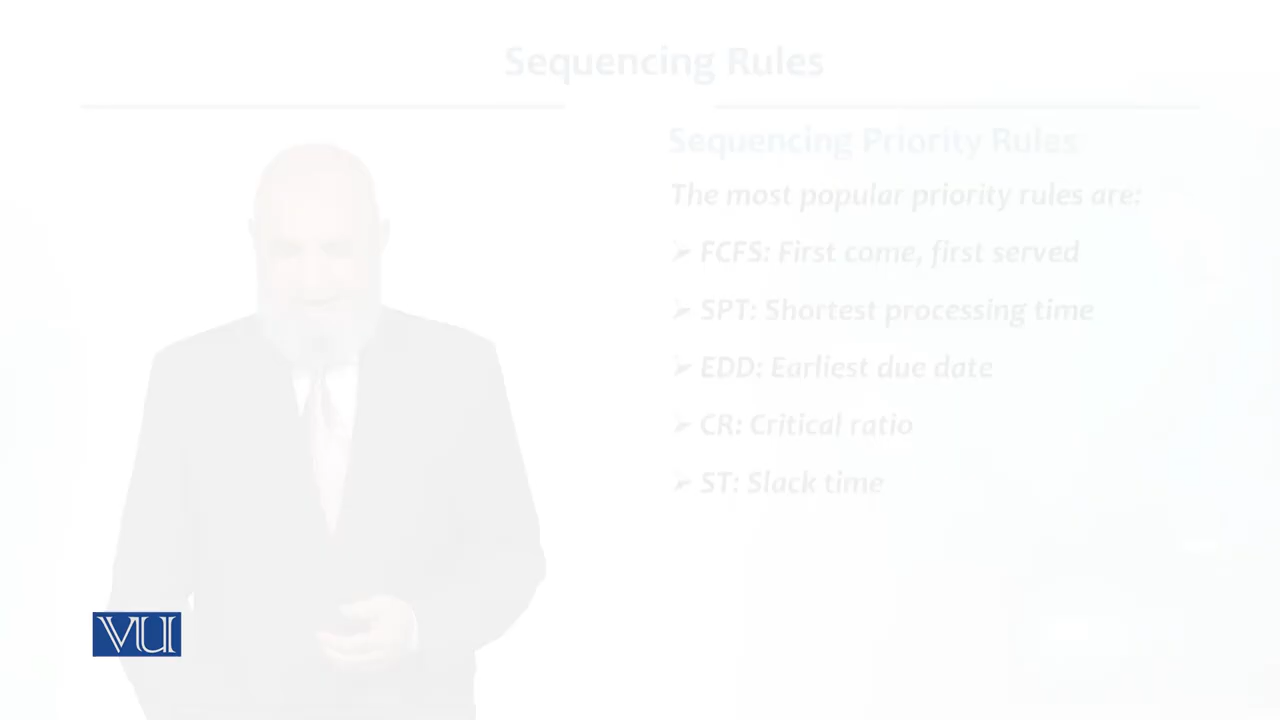 Sequencing Rules
Sequencing Priority Rules
The most popular priority rules are:
➢ FCFS: First come, first served
➢ SPT: Shortest processing time
➢ EDD: Earliest due date
➢ CR: Critical ratio
➢ ST: Slack time
VU